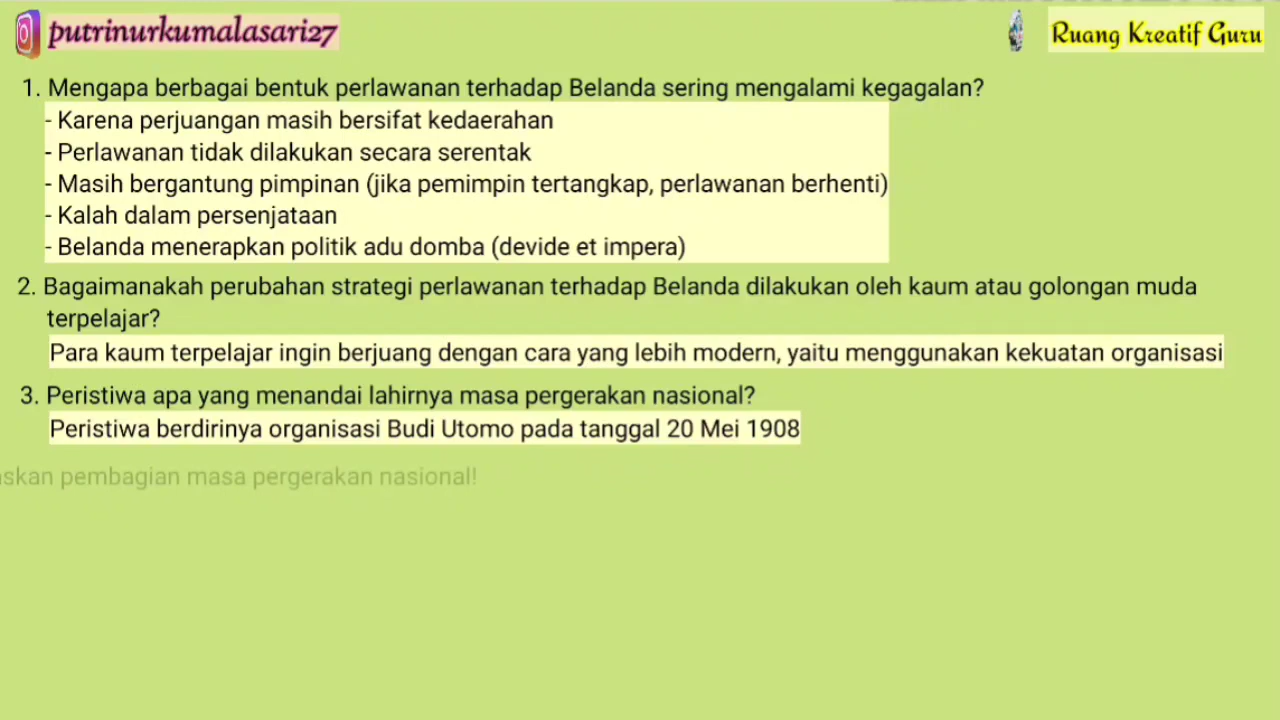 putrinurkumalasari27
Ruang Kreatif Guru
1. Mengapa berbagai bentuk perlawanan terhadap Belanda sering mengalami kegagalan?
- Karena perjuangan masih bersifat kedaerahan
- Perlawanan tidak dilakukan secara serentak
- Masih bergantung pimpinan (jika pemimpin tertangkap, perlawanan berhenti)
- Kalah dalam persenjataan
- Belanda menerapkan politik adu domba (devide et impera)
2. Bagaimanakah perubahan strategi perlawanan terhadap Belanda dilakukan oleh kaum atau golongan muda
terpelajar?
Para kaum terpelajar ingin berjuang dengan cara yang lebih modern, yaitu menggunakan kekuatan organisasi
3. Peristiwa apa yang menandai lahirnya masa pergerakan nasional?
Peristiwa berdirinya organisasi Budi Utomo pada tanggal 20 Mei 1908
skan pembagian masa pergerakan nasional!